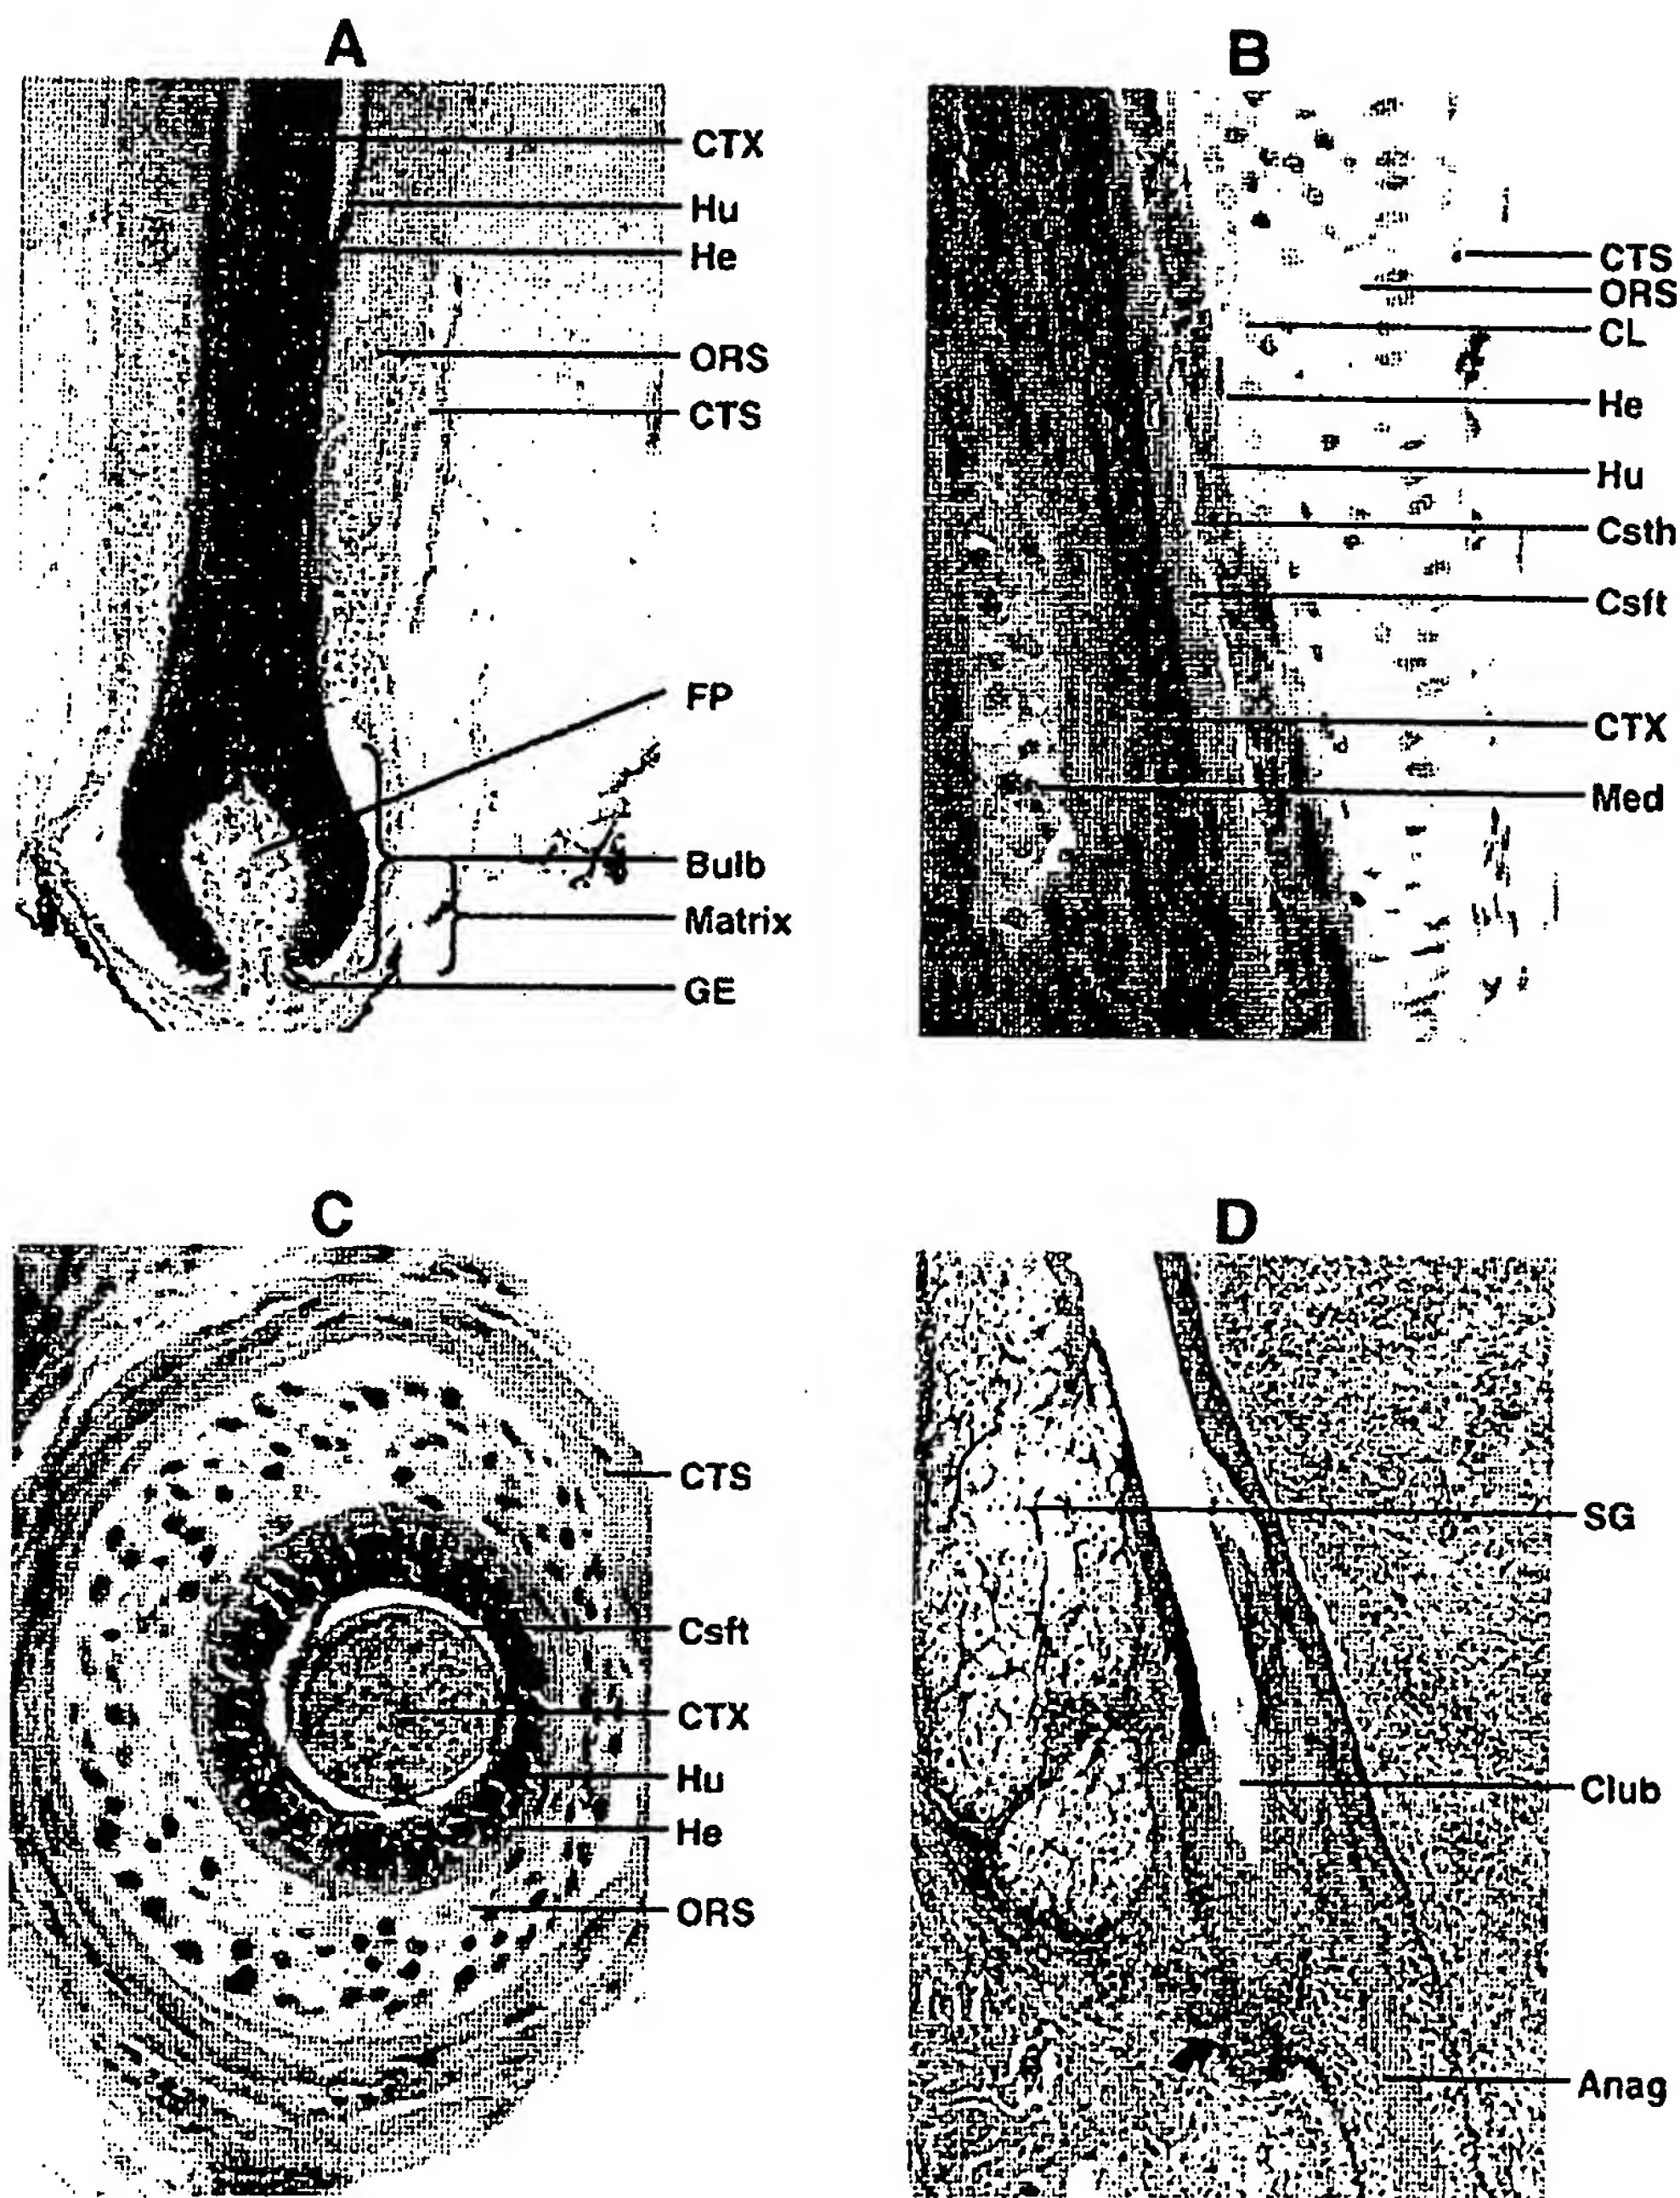 A
CTX
Hu
He
ORS
CTS
FP
Bulb
Matrix
GE
B
CTS
ORS
CL
He
Hu
Csth
Csft
CTX
Med
C
CTS
Csft
CTX
Hu
He
ORS
D
SG
Club
Anag